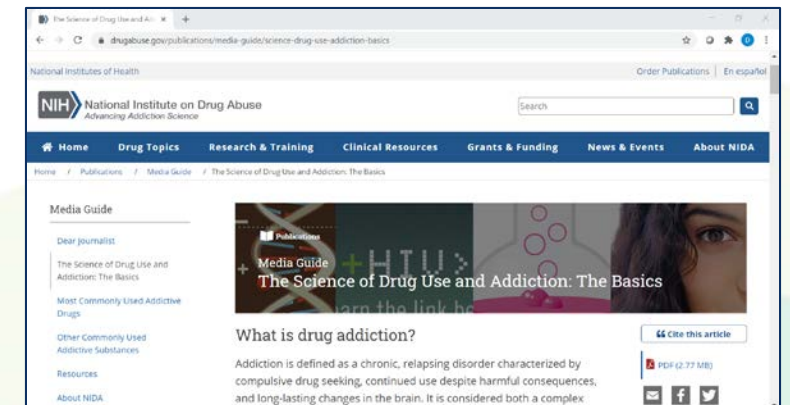 The Science of Drug Use and Ad
drugabuse.gov/publications/media-guide/science-drug-use-addiction-basics
National Institutes of Health
Order Publications | En español
NIH National Institute on Drug Abuse
Advancing Addiction Science
Search
Home Drug Topics Research & Training Clinical Resources Grants & Funding News & Events About NIDA
Home / Publications / Media Guide / The Science of Drug Use and Addiction: The Basics
Media Guide
Dear Journalist
The Science of Drug Use and
Addiction: The Basics
Most Commonly Used Addictive
Drugs
Other Commonly Used
Addictive Substances
Resources
About NIDA
Publications
Media Guide
The Science of Drug Use and Addiction: The Basics
+HIV>
arn the link
What is drug addiction?
Addiction is defined as a chronic, relapsing disorder characterized by
compulsive drug seeking, continued use despite harmful consequences,
and long-lasting changes in the brain. It is considered both a complex
Cite this article
PDF (2.77 MB)